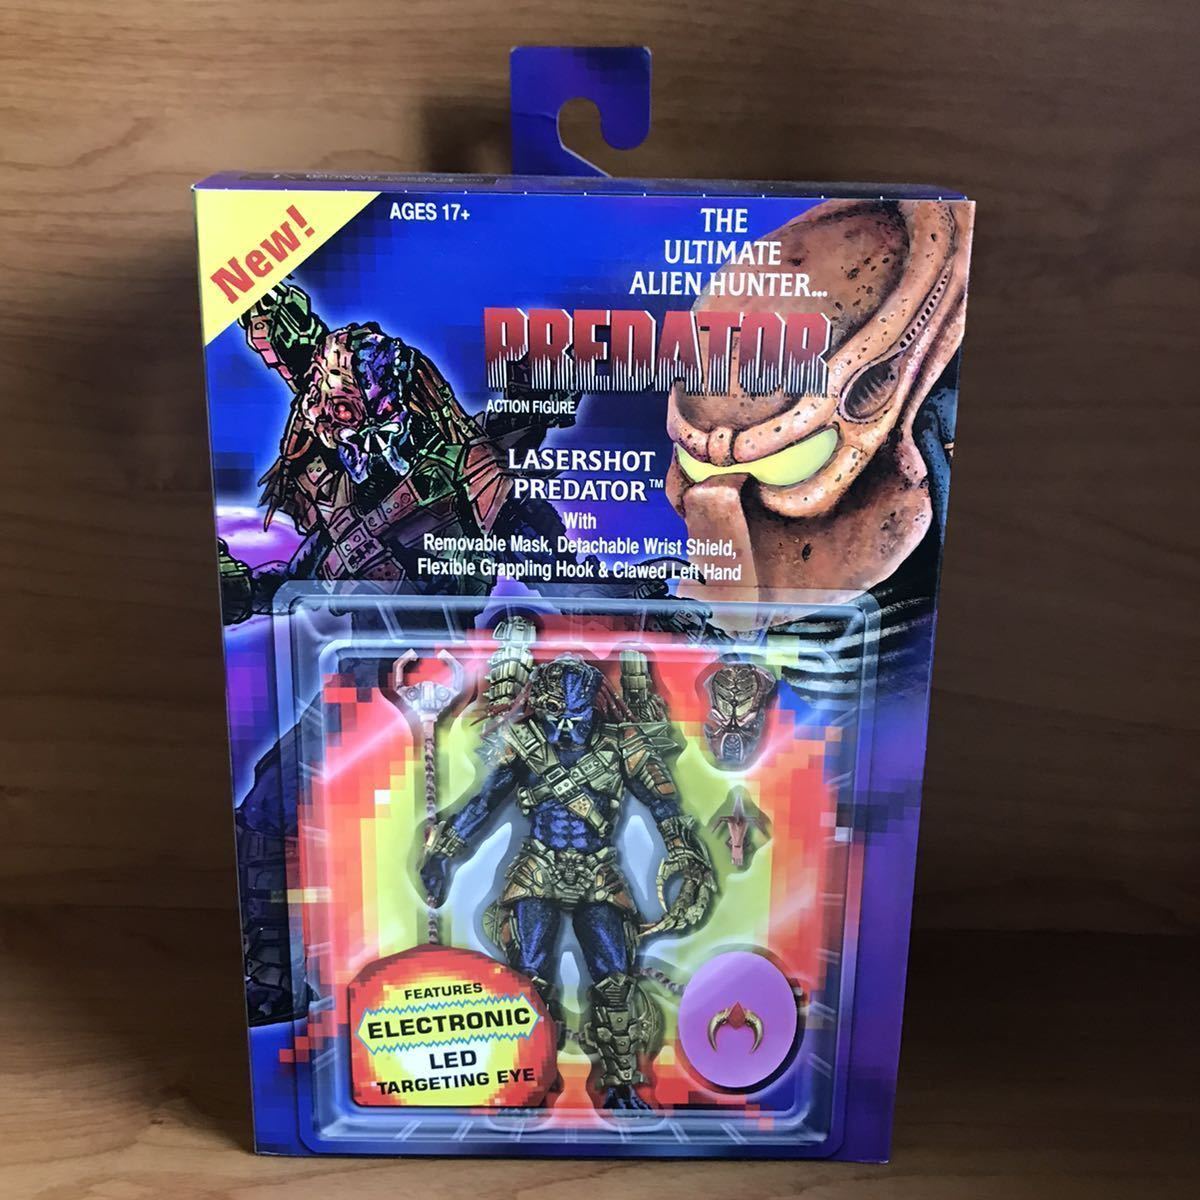 New!
AGES 17+
THE
ULTIMATE
ALIEN HUNTER...
PREDATOR
ACTION FIGURE
LASERSHOT
PREDATOR™
With
Removable Mask, Detachable Wrist Shield,
Flexible Grappling Hook & Clawed Left Hand
FEATURES
ELECTRONIC
LED
TARGETING EYE